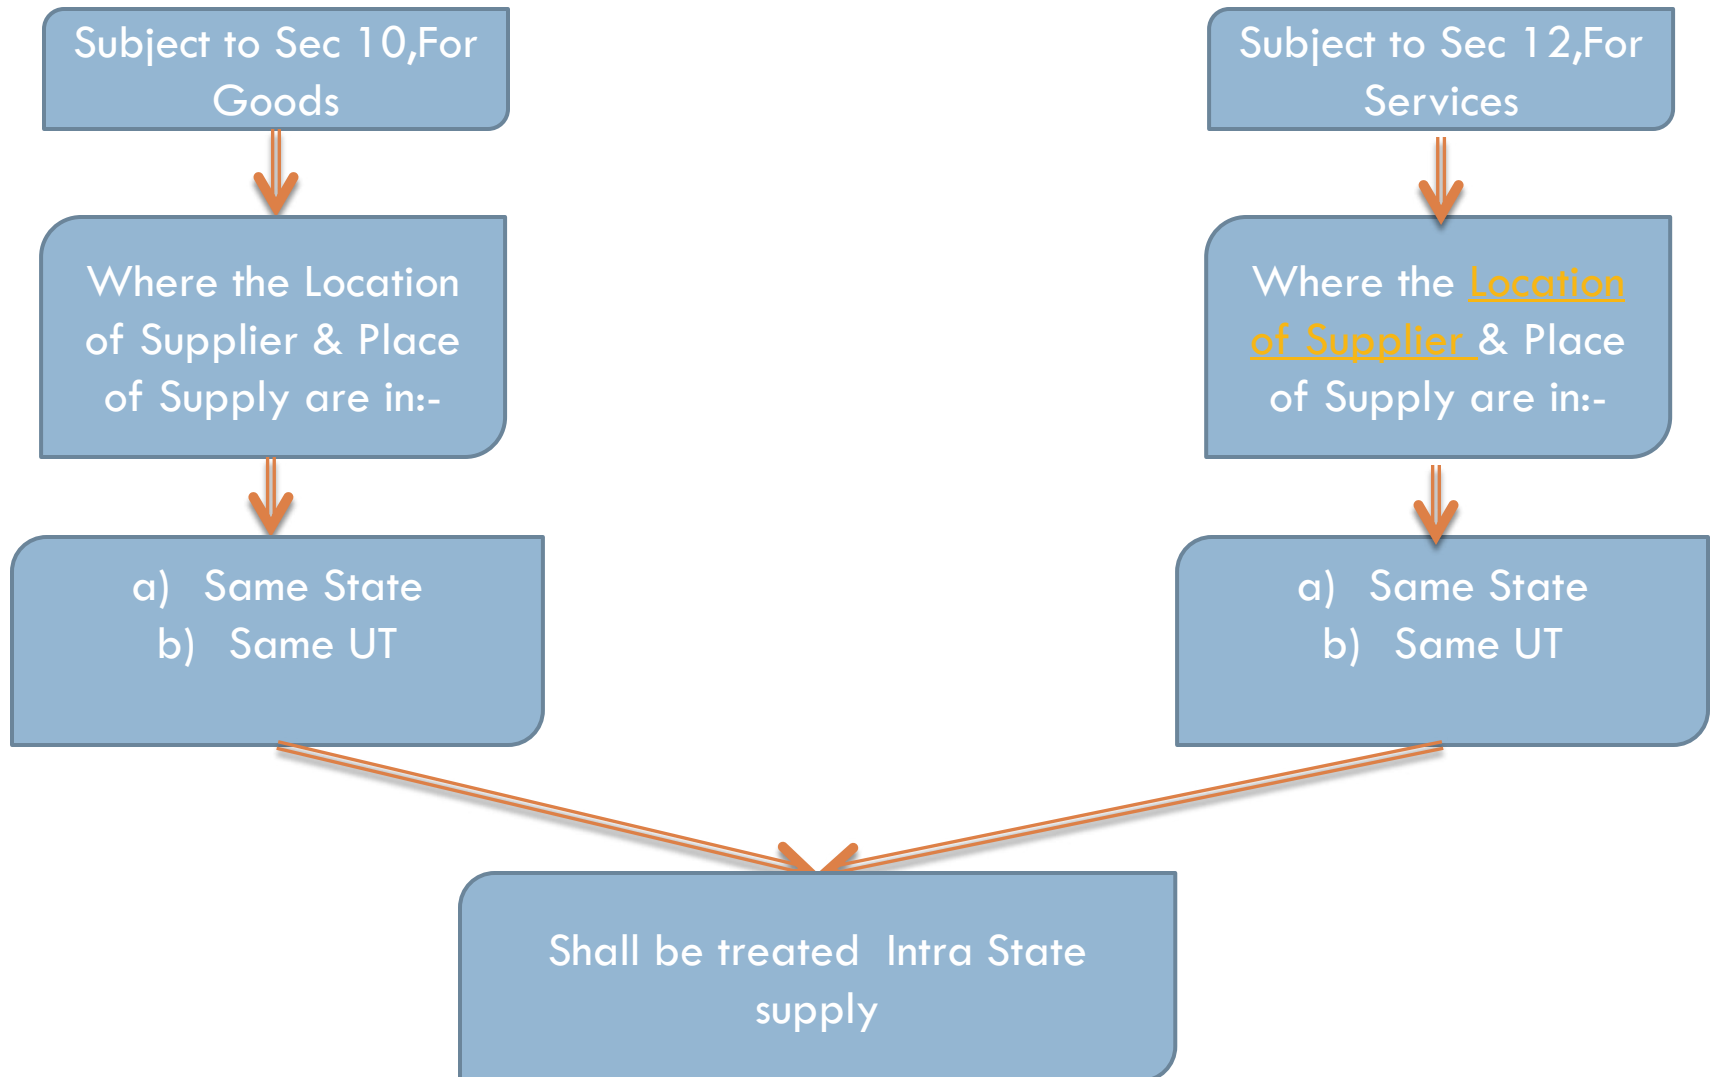 Subject to Sec 10,For
Goods
Where the Location
of Supplier & Place
of Supply are in:-
a) Same State
b) Same UT
Subject to Sec 12,For
Services
Where the Location
of Supplier & Place
of Supply are in:-
a) Same State
b) Same UT
Shall be treated  Intra State
supply